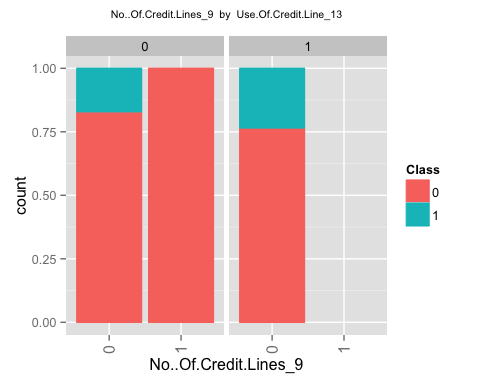 No..Of.Credit.Lines_9 by Use.Of.Credit.Line_13
0 1
1.00
0.75
0.50
0.25
0.00
count
0 1 0 1
No..Of.Credit.Lines_9
Class
0
1